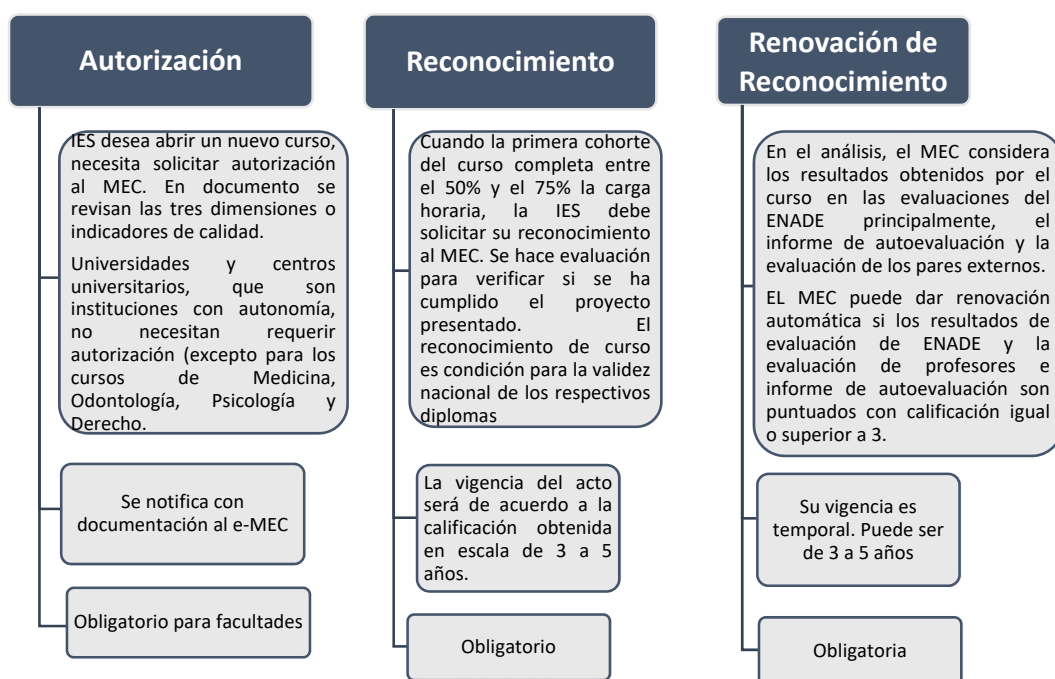 Autorización
IES desea abrir un nuevo curso,
necesita solicitar autorización
al MEC. En documento se
revisan las tres dimensiones o
indicadores de calidad.
Universidades y centros
universitarios, que son
instituciones con autonomía,
no necesitan requerir
autorización (excepto para los
cursos de Medicina,
Odontología, Psicología y
Derecho.
Se notifica con
documentación al e-MEC
Obligatorio para facultades
Reconocimiento
Cuando la primera cohorte
del curso completa entre
el 50% y el 75% la carga
horaria, la IES debe
solicitar su reconocimiento
al MEC. Se hace evaluación
para verificar si se ha
cumplido el proyecto
presentado. El
reconocimiento de curso
es condición para la validez
nacional de los respectivos
diplomas
La vigencia del acto
será de acuerdo a la
calificación obtenida
en escala de 3 a 5
años.
Obligatorio
Renovación de
Reconocimiento
En el análisis, el MEC considera
los resultados obtenidos por el
curso en las evaluaciones del
ENADE principalmente, el
informe de autoevaluación y la
evaluación de los pares externos.
EL MEC puede dar renovación
automática si los resultados de
evaluación de ENADE y la
evaluación de profesores e
informe de autoevaluación son
puntuados con calificación igual
o superior a 3.
Su vigencia es
temporal. Puede ser
de 3 a 5 años
Obligatoria